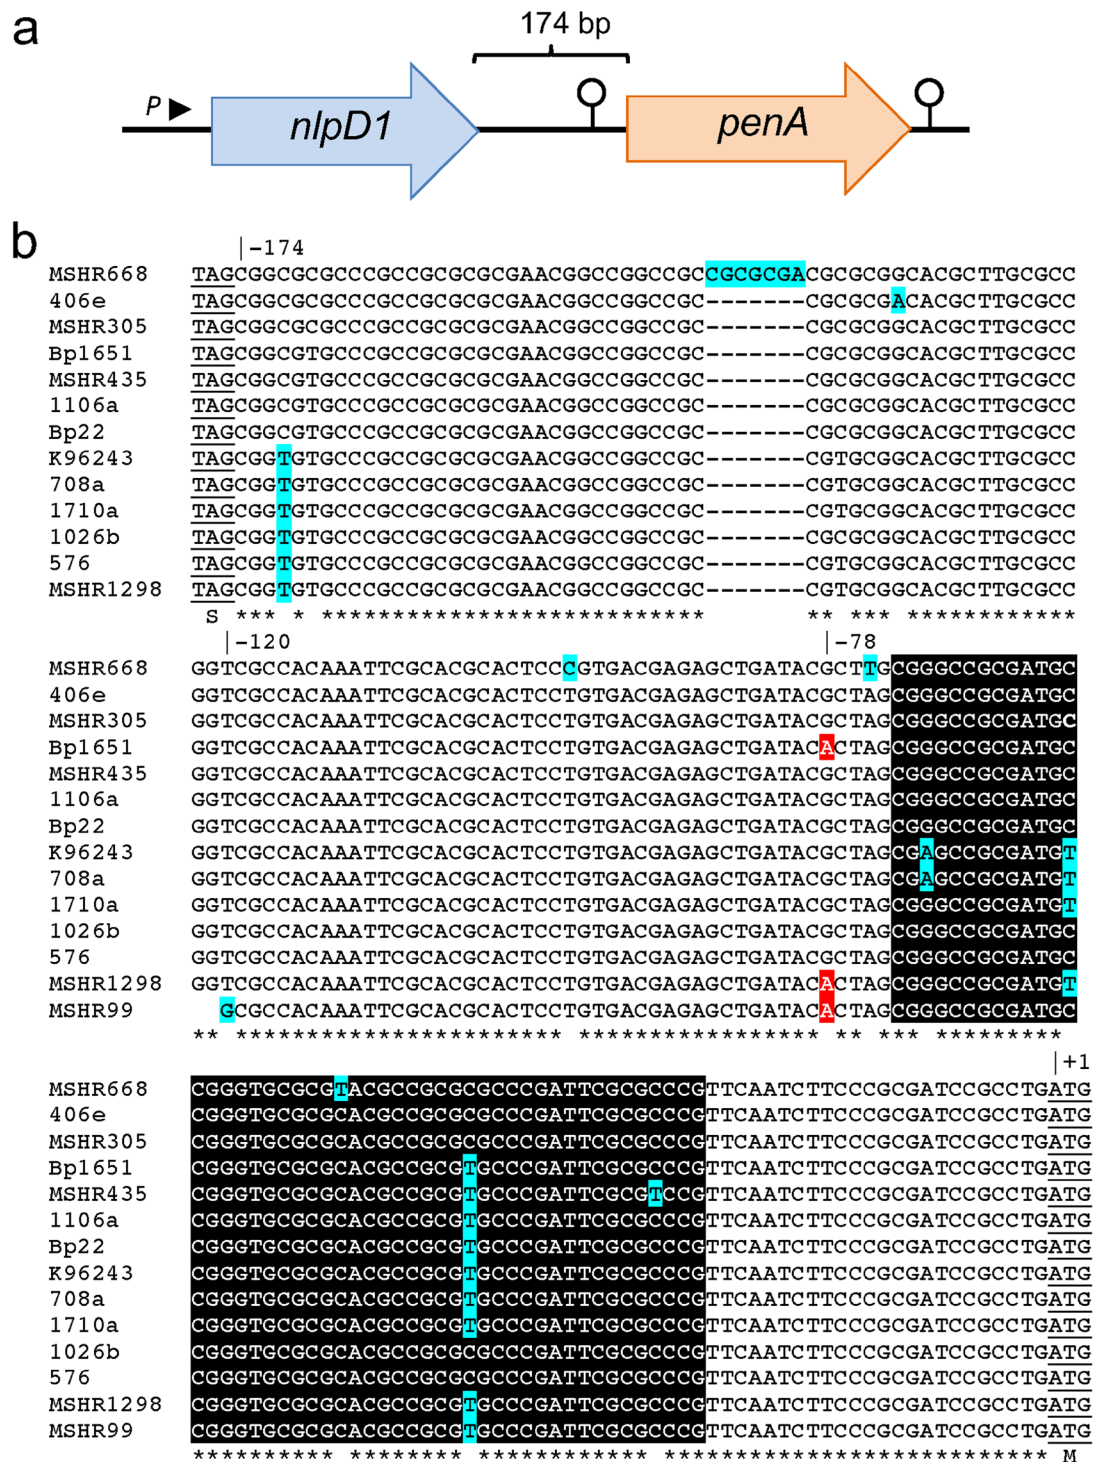 a
174 bp
P
nlpD1
penA
b
|-174
MSHR668 TAGCGGCGCGCCCGCCGCGCGCGAACGGCCGGCCGCCGCGCGACGCGCGGCACGCTTGCGCC
406e TAGCGGCGCGCCCGCCGCGCGCGAACGGCCGGCCGC-------CGCGCGACACGCTTGCGCC
MSHR305 TAGCGGCGCGCCCGCCGCGCGCGAACGGCCGGCCGC-------CGCGCGGCACGCTTGCGCC
Bp1651 TAGCGGCGTGCCCGCCGCGCGCGAACGGCCGGCCGC-------CGCGCGGCACGCTTGCGCC
MSHR435 TAGCGGCGTGCCCGCCGCGCGCGAACGGCCGGCCGC-------CGCGCGGCACGCTTGCGCC
1106a TAGCGGCGTGCCCGCCGCGCGCGAACGGCCGGCCGC-------CGCGCGGCACGCTTGCGCC
Bp22 TAGCGGCGTGCCCGCCGCGCGCGAACGGCCGGCCGC-------CGCGCGGCACGCTTGCGCC
K96243 TAGCGGTGTGCCCGCCGCGCGCGAACGGCCGGCCGC-------CGTGCGGCACGCTTGCGCC
708a TAGCGGTGTGCCCGCCGCGCGCGAACGGCCGGCCGC-------CGTGCGGCACGCTTGCGCC
1710a TAGCGGTGTGCCCGCCGCGCGCGAACGGCCGGCCGC-------CGTGCGGCACGCTTGCGCC
1026b TAGCGGTGTGCCCGCCGCGCGCGAACGGCCGGCCGC-------CGCGCGGCACGCTTGCGCC
576 TAGCGGTGTGCCCGCCGCGCGCGAACGGCCGGCCGC-------CGTGCGGCACGCTTGCGCC
MSHR1298 TAGCGGTGTGCCCGCCGCGCGCGAACGGCCGGCCGC-------CGTGCGGCACGCTTGCGCC
S *** * *************************** ** *** ************
|-120 |-78
MSHR668 GGTCGCCACAAATTCGCACGCACTCCCGTGACGAGAGCTGATACGCTTGCGGGCCGCGATGC
406e GGTCGCCACAAATTCGCACGCACTCCTGTGACGAGAGCTGATACGCTAGCGGGCCGCGATGC
MSHR305 GGTCGCCACAAATTCGCACGCACTCCTGTGACGAGAGCTGATACGCTAGCGGGCCGCGATGC
Bp1651 GGTCGCCACAAATTCGCACGCACTCCTGTGACGAGAGCTGATACACTAGCGGGCCGCGATGC
MSHR435 GGTCGCCACAAATTCGCACGCACTCCTGTGACGAGAGCTGATACGCTAGCGGGCCGCGATGC
1106a GGTCGCCACAAATTCGCACGCACTCCTGTGACGAGAGCTGATACGCTAGCGGGCCGCGATGC
Bp22 GGTCGCCACAAATTCGCACGCACTCCTGTGACGAGAGCTGATACGCTAGCGGGCCGCGATGC
K96243 GGTCGCCACAAATTCGCACGCACTCCTGTGACGAGAGCTGATACGCTAGCGAGCCGCGATGT
708a GGTCGCCACAAATTCGCACGCACTCCTGTGACGAGAGCTGATACGCTAGCGAGCCGCGATGT
1710a GGTCGCCACAAATTCGCACGCACTCCTGTGACGAGAGCTGATACGCTAGCGGGCCGCGATGT
1026b GGTCGCCACAAATTCGCACGCACTCCTGTGACGAGAGCTGATACGCTAGCGGGCCGCGATGC
576 GGTCGCCACAAATTCGCACGCACTCCTGTGACGAGAGCTGATACGCTAGCGGGCCGCGATGC
MSHR1298 GGTCGCCACAAATTCGCACGCACTCCTGTGACGAGAGCTGATACACTAGCGGGCCGCGATGT
MSHR99 GCGCCACAAATTCGCACGCACTCCTGTGACGAGAGCTGATACACTAGCGGGCCGCGATGC
** *********************** ***************** ** *** *********
|+1
MSHR668 CGGGTGCGCGTACGCCGCGCGCCCGATTCGCGCCCGTTCAATCTTCCCGCGATCCGCCTGATG
406e CGGGTGCGCGCACGCCGCGCGCCCGATTCGCGCCCGTTCAATCTTCCCGCGATCCGCCTGATG
MSHR305 CGGGTGCGCGCACGCCGCGCGCCCGATTCGCGCCCGTTCAATCTTCCCGCGATCCGCCTGATG
Bp1651 CGGGTGCGCGCACGCCGCGTGCCCGATTCGCGCCCGTTCAATCTTCCCGCGATCCGCCTGATG
MSHR435 CGGGTGCGCGCACGCCGCGTGCCCGATTCGCGTCCGTTCAATCTTCCCGCGATCCGCCTGATG
1106a CGGGTGCGCGCACGCCGCGTGCCCGATTCGCGCCCGTTCAATCTTCCCGCGATCCGCCTGATG
Bp22 CGGGTGCGCGCACGCCGCGTGCCCGATTCGCGCCCGTTCAATCTTCCCGCGATCCGCCTGATG
K96243 CGGGTGCGCGCACGCCGCGTGCCCGATTCGCGCCCGTTCAATCTTCCCGCGATCCGCCTGATG
708a CGGGTGCGCGCACGCCGCGTGCCCGATTCGCGCCCGTTCAATCTTCCCGCGATCCGCCTGATG
1710a CGGGTGCGCGCACGCCGCGTGCCCGATTCGCGCCCGTTCAATCTTCCCGCGATCCGCCTGATG
1026b CGGGTGCGCGCACGCCGCGCGCCCGATTCGCGCCCGTTCAATCTTCCCGCGATCCGCCTGATG
576 CGGGTGCGCGCACGCCGCGCGCCCGATTCGCGCCCGTTCAATCTTCCCGCGATCCGCCTGATG
MSHR1298 CGGGTGCGCGCACGCCGCGTGCCCGATTCGCGCCCGTTCAATCTTCCCGCGATCCGCCTGATG
MSHR99 CGGGTGCGCGCACGCCGCGTGCCCGATTCGCGCCCGTTCAATCTTCCCGCGATCCGCCTGATG
********** ******** ************ *************************** M